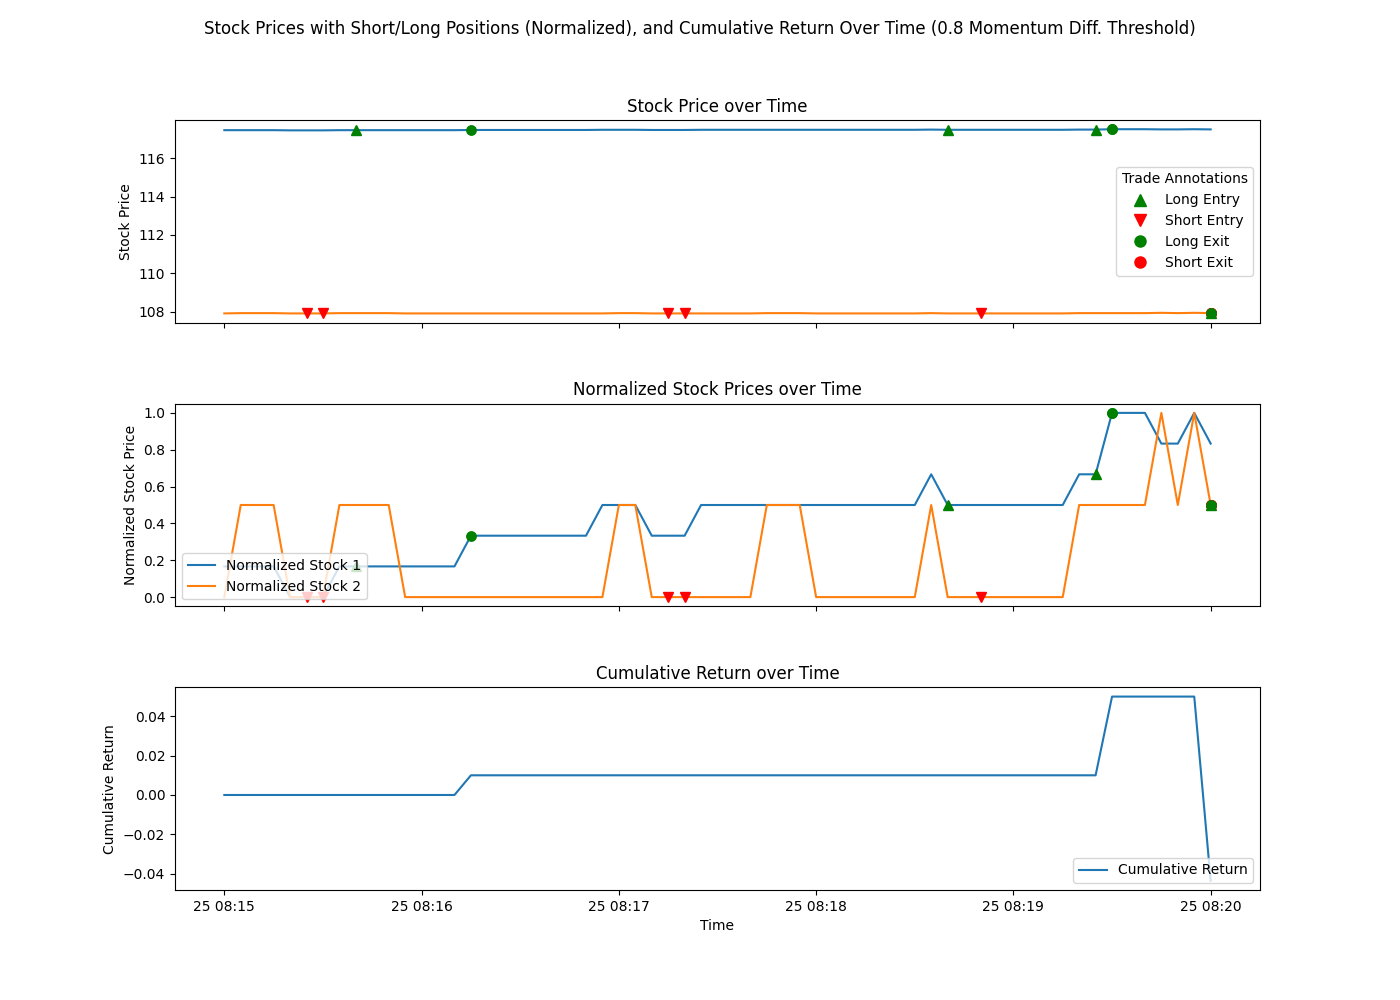 Stock Prices with Short/Long Positions (Normalized), and Cumulative Return Over Time (0.8 Momentum Diff. Threshold)
Stock Price over Time
Stock Price
116
114
112
110
108
Trade Annotations
Long Entry
Short Entry
Long Exit
Short Exit
Normalized Stock Prices over Time
Normalized Stock Price
1.0
0.8
0.6
0.4
0.2
0.0
Normalized Stock 1
Normalized Stock 2
Cumulative Return over Time
Cumulative Return
0.04
0.02
0.00
−0.02
−0.04
Cumulative Return
25 08:15
25 08:16
25 08:17
25 08:18
25 08:19
25 08:20
Time